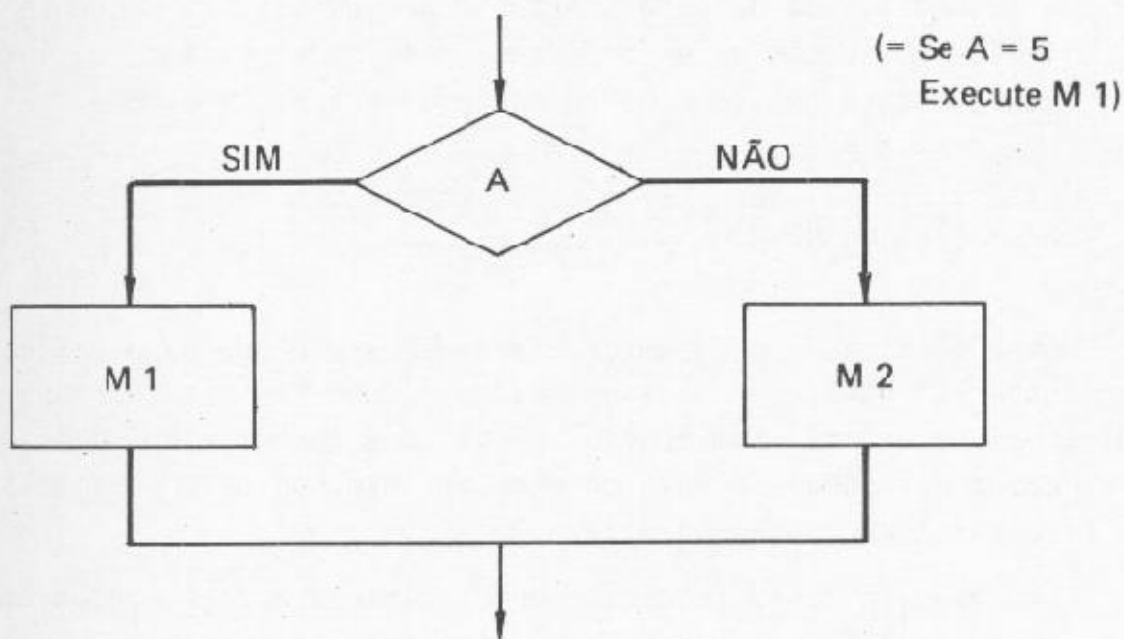 (= Se A = 5
Execute M 1)
SIM
A
NÃO
M 1
M 2